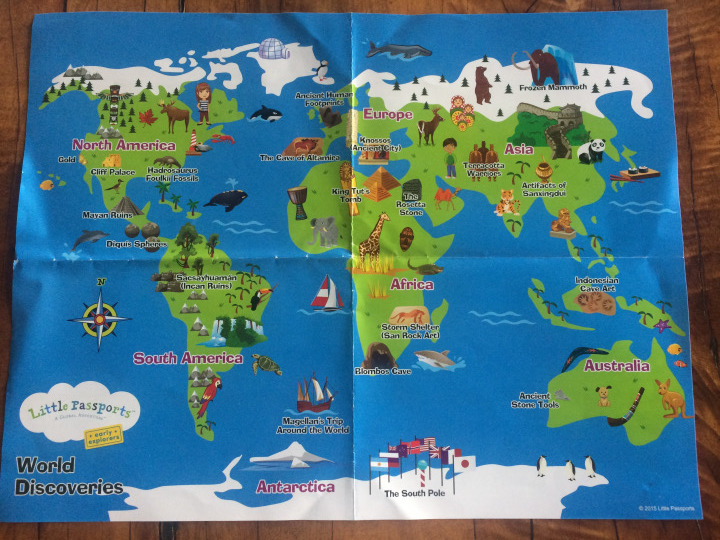 Frozen Mammoth
Ancient Human
Footprints
Europe
North America
Knossos
(Ancient City)
Asia
Gold
The Cave of Altamira
Terracotta
Warriors
Cliff Palace
Hadrosaurus
Foulkii Fossils
King Tut's
Tomb
The
Rosetta
Stone
Artifacts of
Sanxingdui
Mayan Ruins
Diquis Spheres
Sacsayhuaman
(Incan Ruins)
N
Africa
Indonesian
Cave Art
Storm Shelter
(San Rock Art)
South America
Blombos Cave
Australia
Ancient
Stone Tools
Little Passports
early
explorers
Magellan's Trip
Around the World
World
Discoveries
Antarctica
The South Pole
© 2015 Little Passports